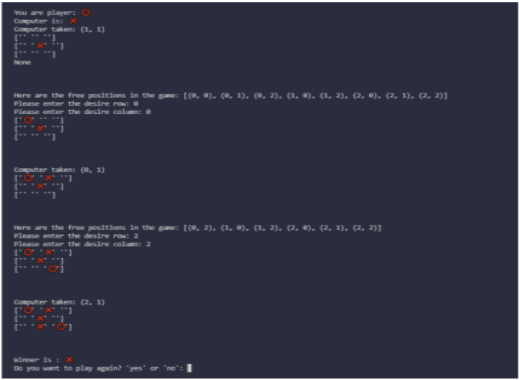 You are player: ⭕
Computer is: ❌
Computer taken: (1, 1)
["" "" ""]
["" "❌" ""]
["" "" ""]
None
Here are the free positions in the game: [(0, 0), (0, 1), (0, 2), (1, 0), (1, 2), (2, 0), (2, 1), (2, 2)]
Please enter the desire row: 0
Please enter the desire column: 0
["⭕" "" ""]
["" "❌" ""]
["" "" ""]
Computer taken: (0, 1)
["⭕" "❌" ""]
["" "❌" ""]
["" "" ""]
Here are the free positions in the game: [(0, 2), (1, 0), (1, 2), (2, 0), (2, 1), (2, 2)]
Please enter the desire row: 2
Please enter the desire column: 2
["⭕" "❌" ""]
["" "❌" ""]
["" "" "⭕"]
Computer taken: (2, 1)
["⭕" "❌" ""]
["" "❌" ""]
["" "❌" "⭕"]
Winner is : ❌
Do you want to play again? 'yes' or 'no':